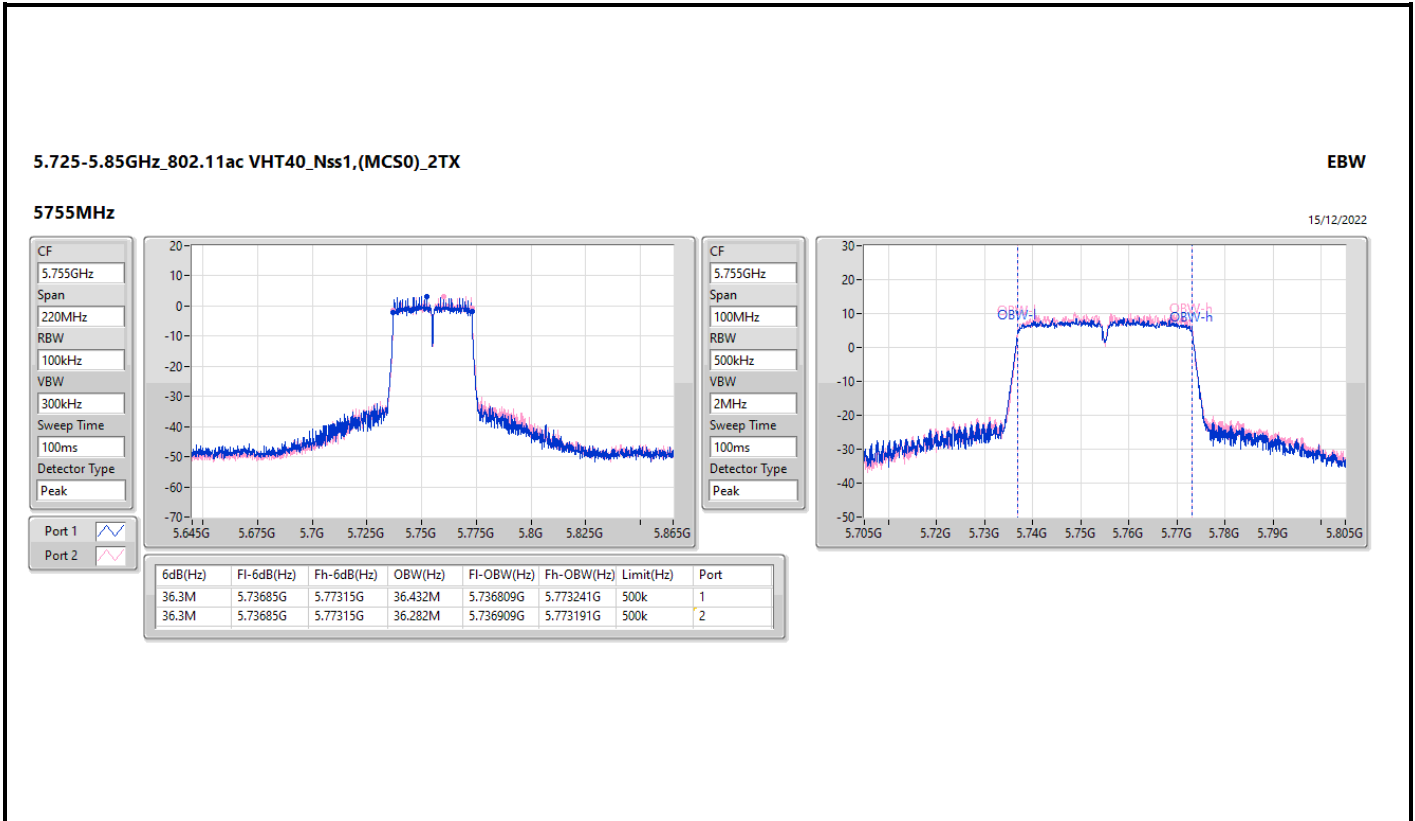 5.725-5.85GHz_802.11ac VHT40_Nss1,(MCS0)_2TX
EBW
5755MHz
15/12/2022
CF
5.755GHz
Span
220MHz
RBW
100kHz
VBW
300kHz
Sweep Time
100ms
Detector Type
Peak
Port 1
Port 2
20
10
0
-10
-20
-30
-40
-50
-60
-70
5.645G 5.675G 5.7G 5.725G 5.75G 5.775G 5.8G 5.825G 5.865G
CF
5.755GHz
Span
100MHz
RBW
500kHz
VBW
2MHz
Sweep Time
100ms
Detector Type
Peak
30
20
10
0
-10
-20
-30
-40
-50
OBW-l
OBW-h
OBW-h
5.705G 5.72G 5.73G 5.74G 5.75G 5.76G 5.77G 5.78G 5.79G 5.805G
6dB(Hz) Fl-6dB(Hz) Fh-6dB(Hz) OBW(Hz) Fl-OBW(Hz) Fh-OBW(Hz) Limit(Hz) Port
36.3M 5.73685G 5.77315G 36.432M 5.736809G 5.773241G 500k 1
36.3M 5.73685G 5.77315G 36.282M 5.736909G 5.773191G 500k 2